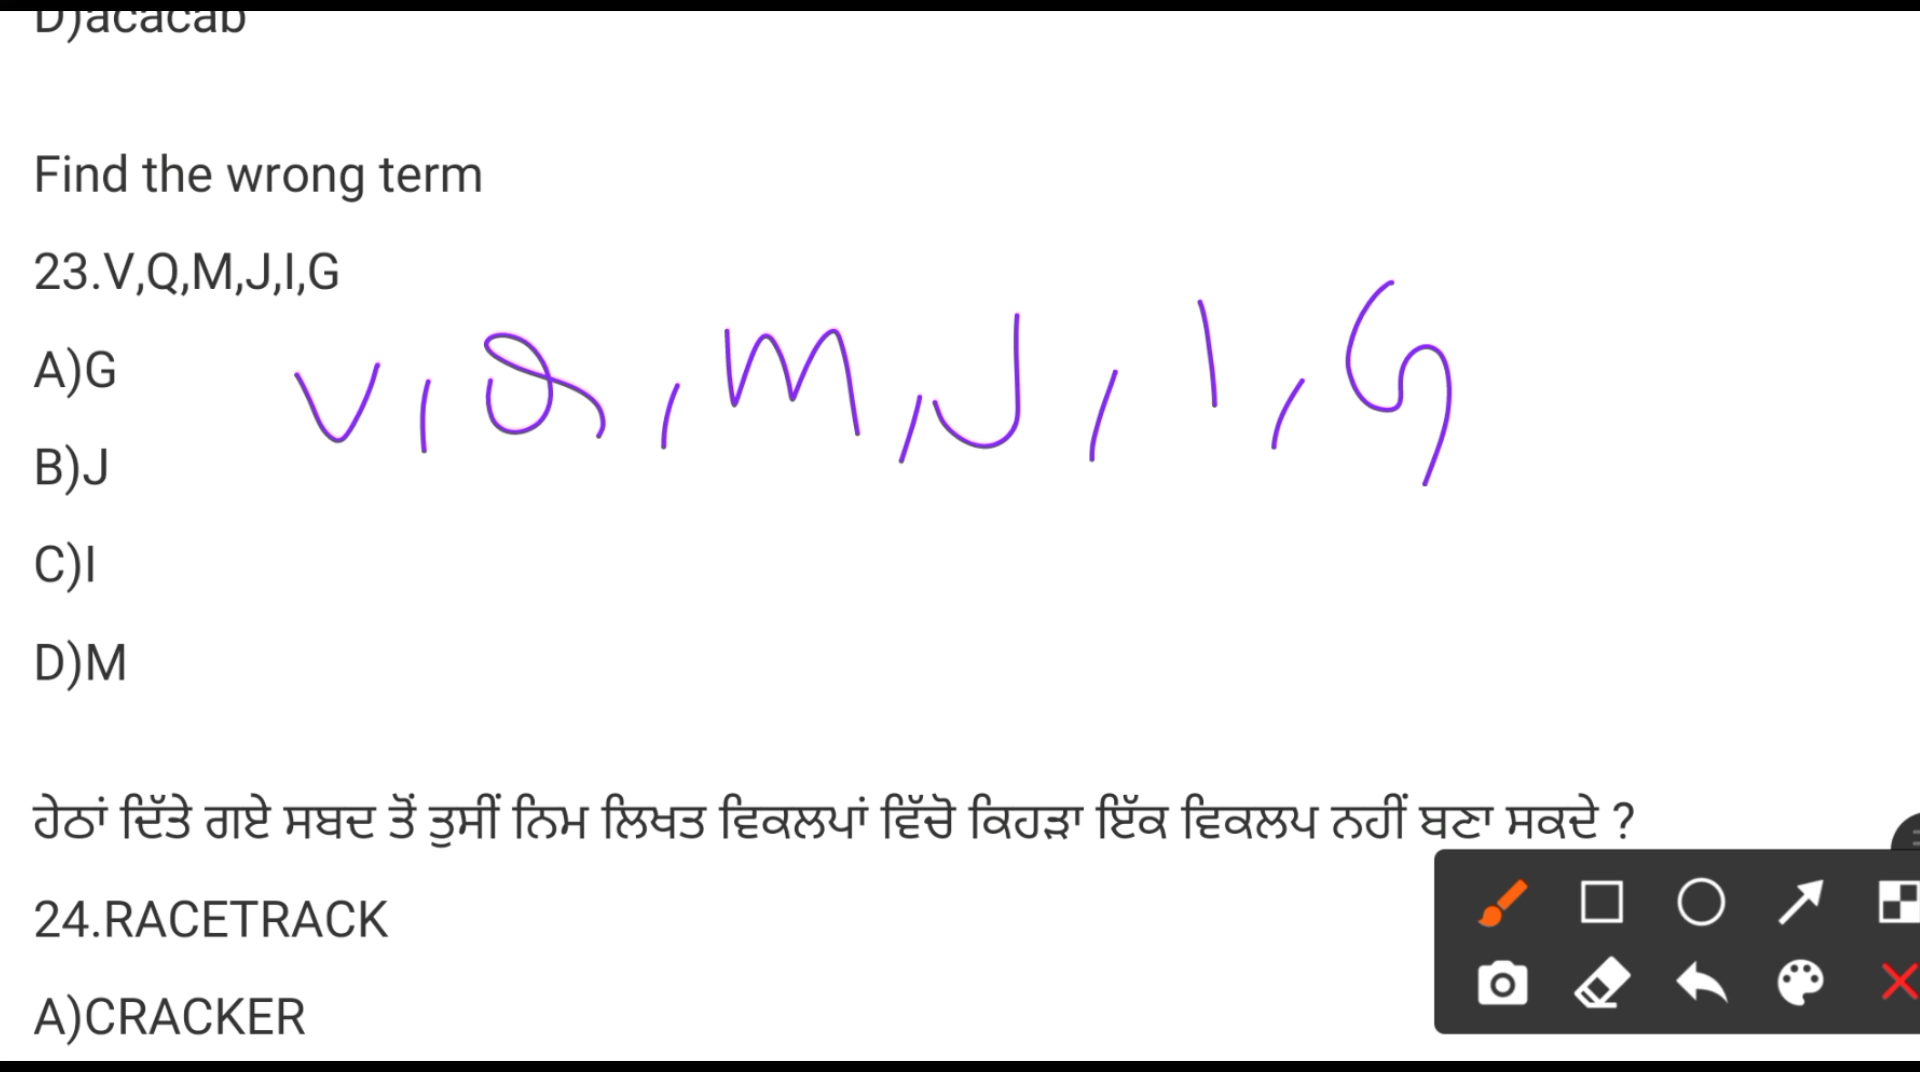 D)acacab
Find the wrong term
23.V,Q,M,J,I,G
V, Q, M, J, I, G
A)G
B)J
C)I
D)M
ਹੇਠਾਂ ਦਿੱਤੇ ਗਏ ਸਬਦ ਤੋਂ ਤੁਸੀਂ ਨਿਮ ਲਿਖਤ ਵਿਕਲਪਾਂ ਵਿੱਚੋ ਕਿਹੜਾ ਇੱਕ ਵਿਕਲਪ ਨਹੀਂ ਬਣਾ ਸਕਦੇ ?
24.RACETRACK
A)CRACKER